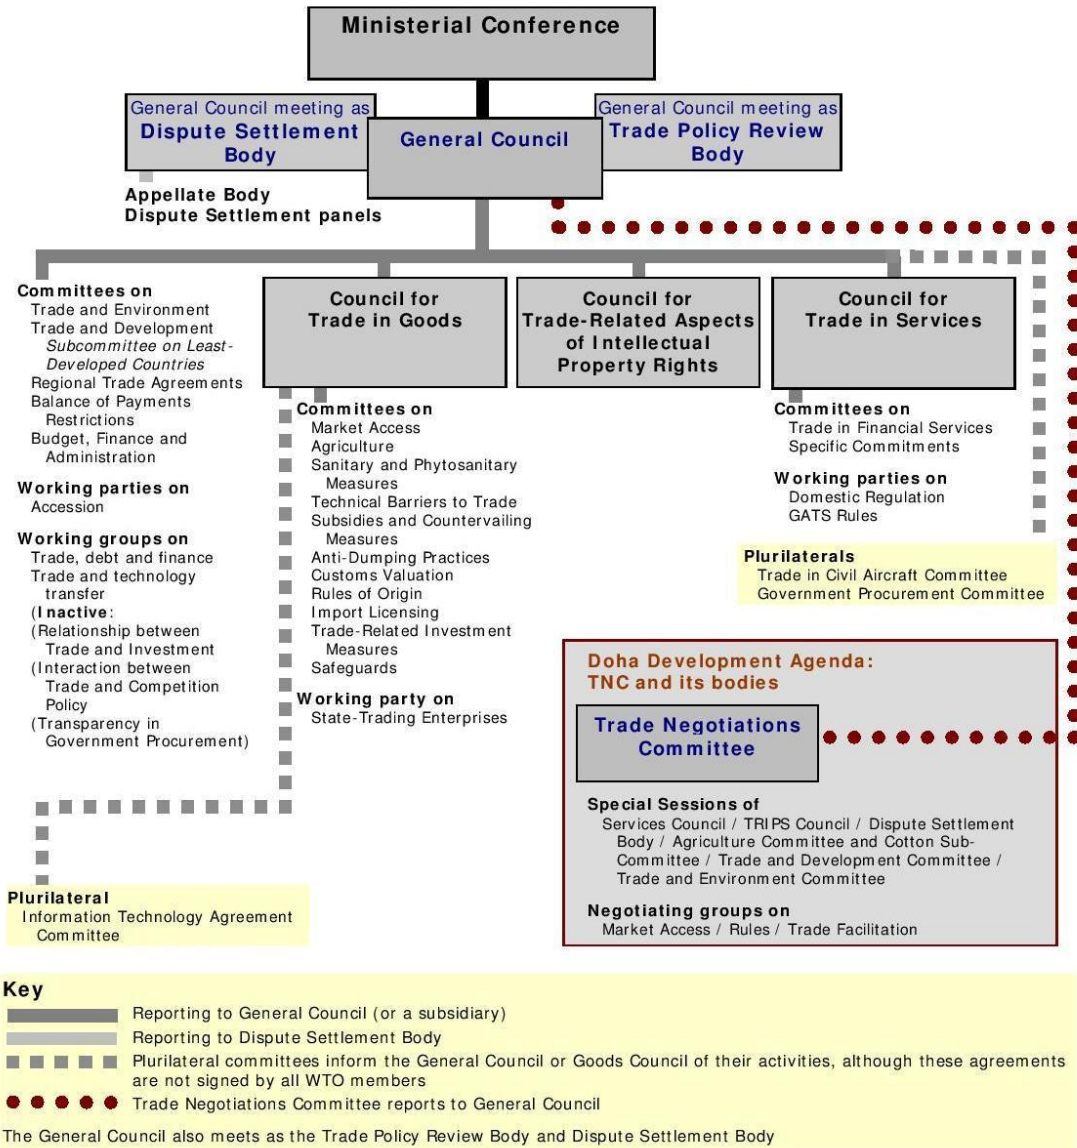 Ministerial Conference
General Council meeting as
Dispute Settlement
Body
General Council
General Council meeting as
Trade Policy Review
Body
Appellate Body
Dispute Settlement panels
Committees on
Trade and Environment
Trade and Development
Subcommittee on Least-
Developed Countries
Regional Trade Agreements
Balance of Payments
Restrictions
Budget, Finance and
Administration
Working parties on
Accession
Working groups on
Trade, debt and finance
Trade and technology
transfer
(Inactive:
(Relationship between
Trade and Investment
(Interaction between
Trade and Competition
Policy
(Transparency in
Government Procurement)
Council for
Trade in Goods
Committees on
Market Access
Agriculture
Sanitary and Phytosanitary
Measures
Technical Barriers to Trade
Subsidies and Countervailing
Measures
Anti-Dumping Practices
Customs Valuation
Rules of Origin
Import Licensing
Trade-Related Investment
Measures
Safeguards
Working party on
State-Trading Enterprises
Council for
Trade-Related Aspects
of Intellectual
Property Rights
Council for
Trade in Services
Committees on
Trade in Financial Services
Specific Commitments
Working parties on
Domestic Regulation
GATS Rules
Plurilaterals
Trade in Civil Aircraft Committee
Government Procurement Committee
Doha Development Agenda:
TNC and its bodies
Trade Negotiations
Committee
Special Sessions of
Services Council / TRIPS Council / Dispute Settlement
Body / Agriculture Committee and Cotton Sub-
Committee / Trade and Development Committee /
Trade and Environment Committee
Negotiating groups on
Market Access / Rules / Trade Facilitation
Plurilateral
Information Technology Agreement
Committee
Key
Reporting to General Council (or a subsidiary)
Reporting to Dispute Settlement Body
Plurilateral committees inform the General Council or Goods Council of their activities, although these agreements
are not signed by all WTO members
Trade Negotiations Committee reports to General Council
The General Council also meets as the Trade Policy Review Body and Dispute Settlement Body